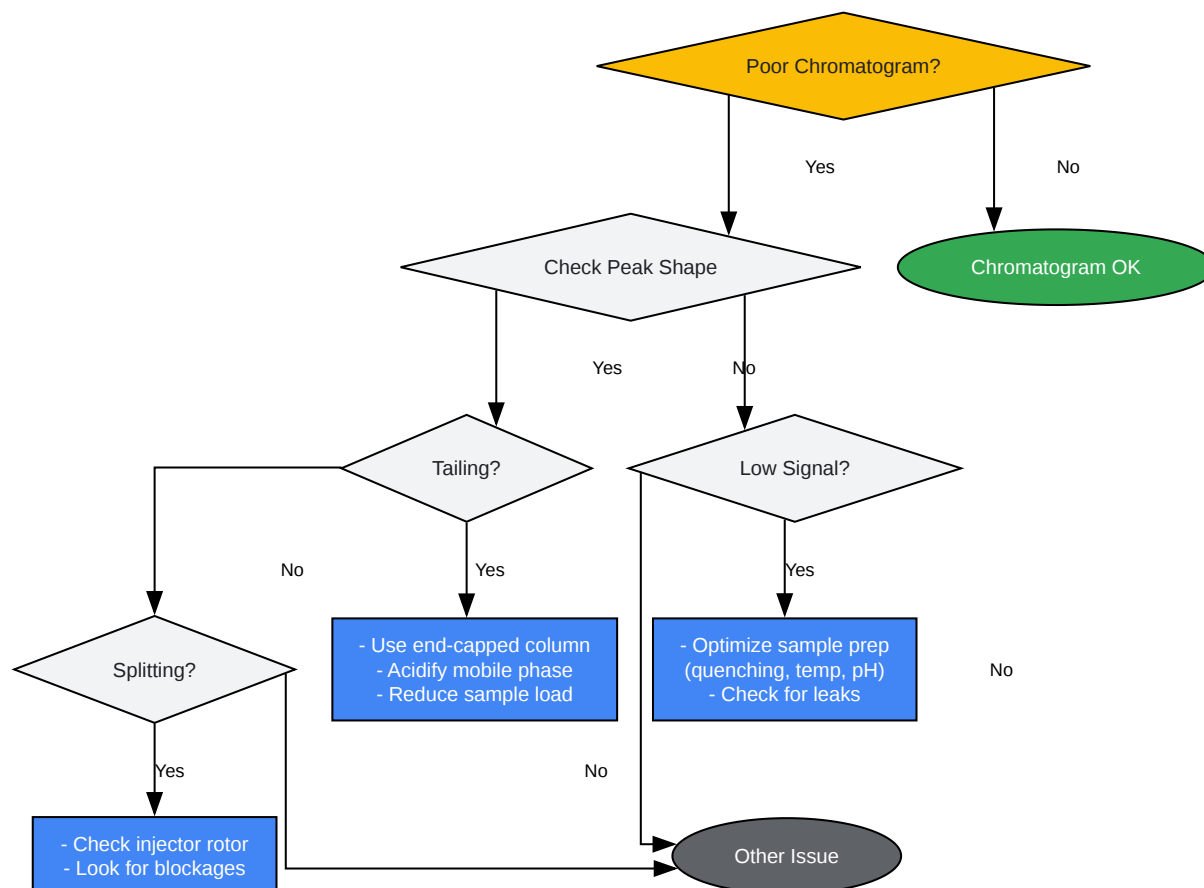 Poor Chromatogram?
Yes
No
Check Peak Shape
Chromatogram OK
Yes
No
Tailing?
Low Signal?
No
Yes
Yes
Splitting?
- Use end-capped column
- Acidify mobile phase
- Reduce sample load
- Optimize sample prep
(quenching, temp, pH)
- Check for leaks
No
Yes
No
- Check injector rotor
- Look for blockages
Other Issue